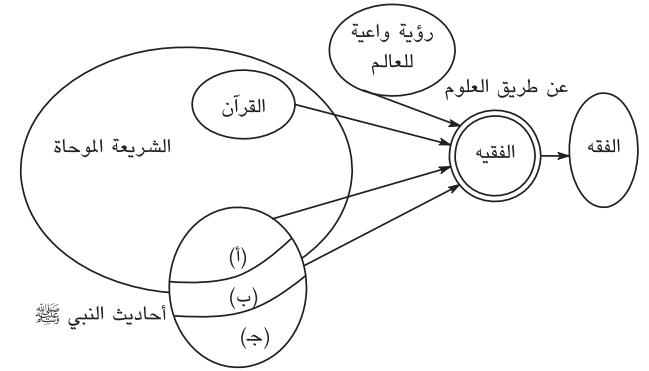 رؤية واعية
للعالم
عن طريق العلوم
القرآن
الفقيه
الفقه
الشريعة الموحاة
(أ)
(ب)
أحاديث النبي ﷺ
(جـ)